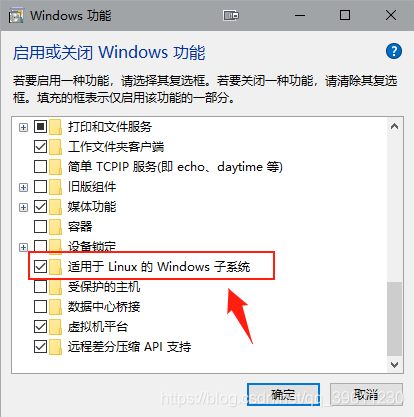 Windows 功能
启用或关闭 Windows 功能
若要启用一种功能，请选择其复选框。若要关闭一种功能，请清除其复选
框。填充的框表示仅启用该功能的一部分。
打印和文件服务
工作文件夹客户端
简单 TCPIP 服务(即 echo、daytime 等)
旧版组件
媒体功能
容器
设备锁定
适用于 Linux 的 Windows 子系统
受保护的主机
数据中心桥接
虚拟机平台
远程差分压缩 API 支持
确定
取消